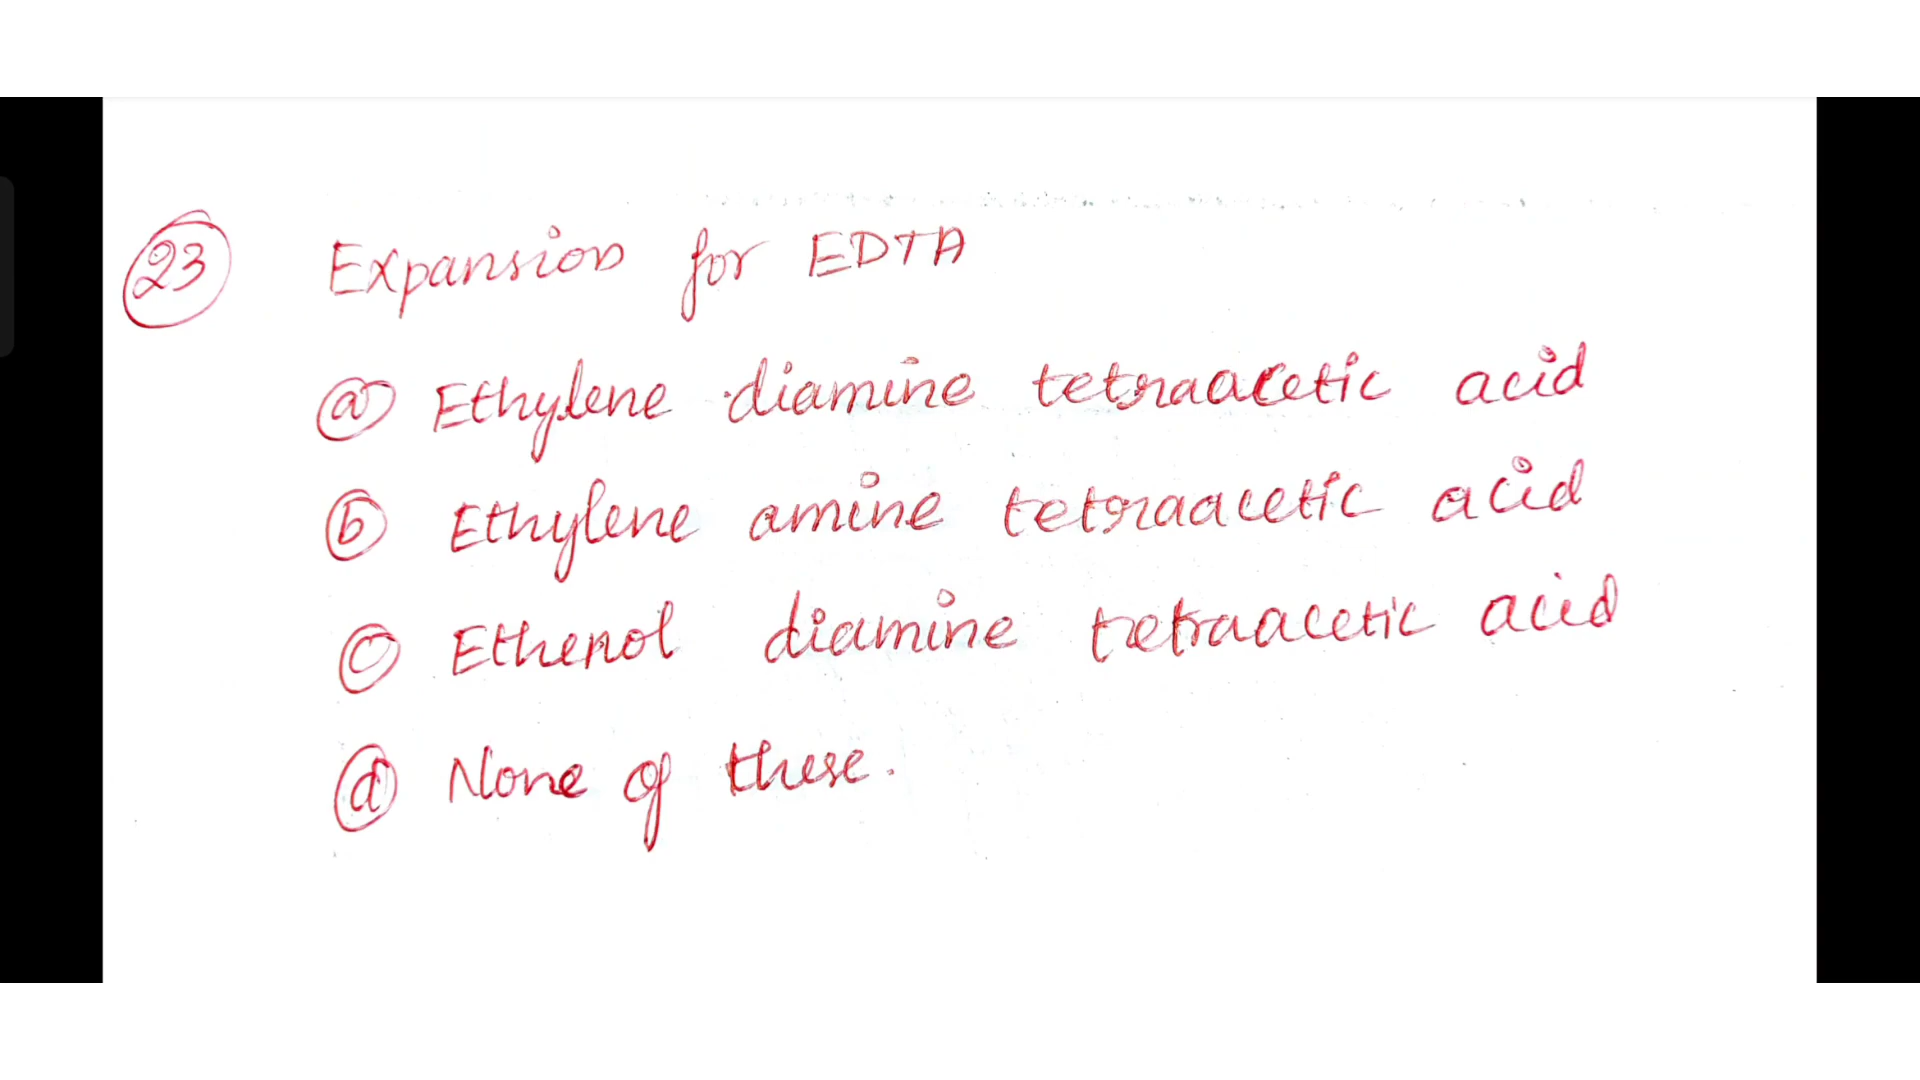 23 Expansion for EDTA
a Ethylene diamine tetraacetic acid
b Ethylene amine tetraacetic acid
c Ethenol diamine tetraacetic acid
d None of these.